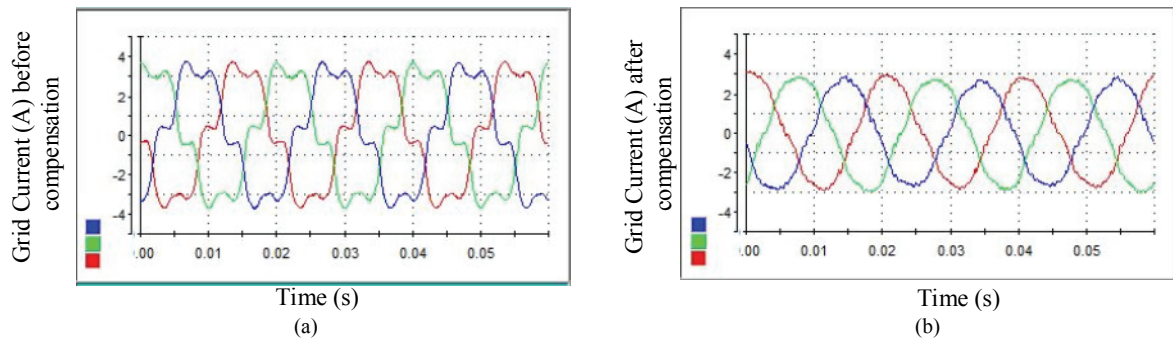 Grid Current (A) before
compensation
4
2
0
-2
-4
0.00 0.01 0.02 0.03 0.04 0.05
Time (s)
(a)
Grid Current (A) after
compensation
4
2
0
-2
-4
0.00 0.01 0.02 0.03 0.04 0.05
Time (s)
(b)